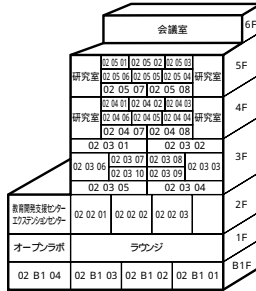 会議室
6F
02 05 01 02 05 02 02 05 03
研究室 02 05 06 02 05 05 02 05 04 研究室
02 05 07 02 05 08
5F
02 04 01 02 04 02 02 04 03
研究室 02 04 06 02 04 05 02 04 04 研究室
02 04 07 02 04 08
4F
02 03 01 02 03 02
02 03 07 02 03 08
02 03 06 02 03 03
02 03 10 02 03 09
02 03 05 02 03 04
3F
教育開発支援センター
エクステンションセンター
02 02 01 02 02 02 02 02 03
2F
オープンラボ ラウンジ
1F
02 B1 04 02 B1 03 02 B1 02 02 B1 01
B1F